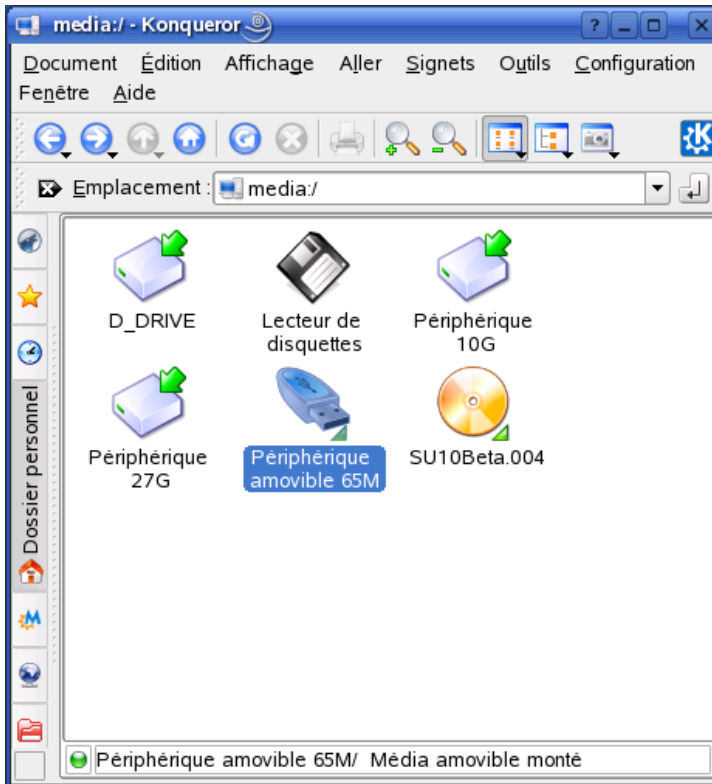 media:/ - Konqueror
Document Édition Affichage Aller Signets Outils Configuration
Fenêtre Aide
Emplacement : media:/
D_DRIVE
Lecteur de
disquettes
Périphérique
10G
Périphérique
27G
Périphérique
amovible 65M
SU10Beta.004
Dossier personnel
Périphérique amovible 65M/ Média amovible monté